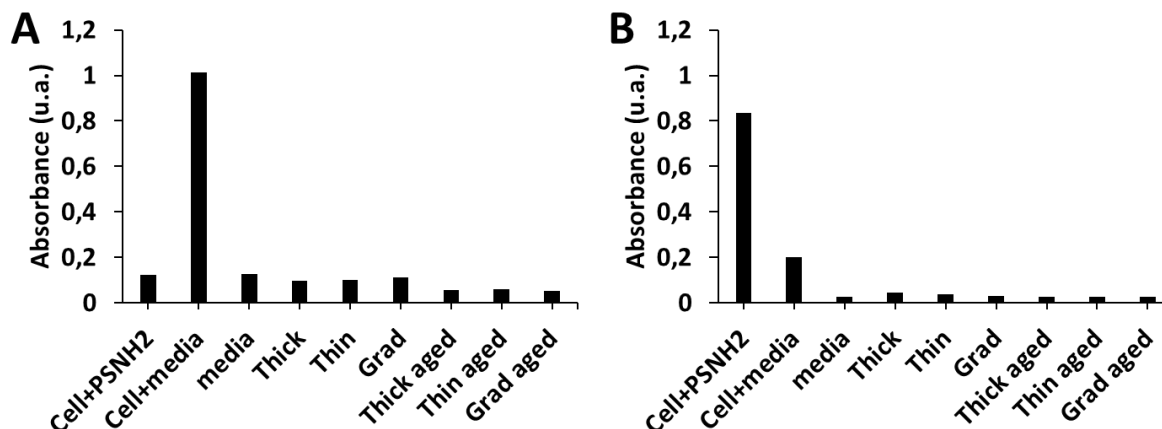 A
Absorbance (u.a.)
1,2
1
0,8
0,6
0,4
0,2
0
Cell+PSNH2
Cell+media
media
Thick
Thin
Grad
Thick aged
Thin aged
Grad aged
B
Absorbance (u.a.)
1,2
1
0,8
0,6
0,4
0,2
0
Cell+PSNH2
Cell+media
media
Thick
Thin
Grad
Thick aged
Thin aged
Grad aged